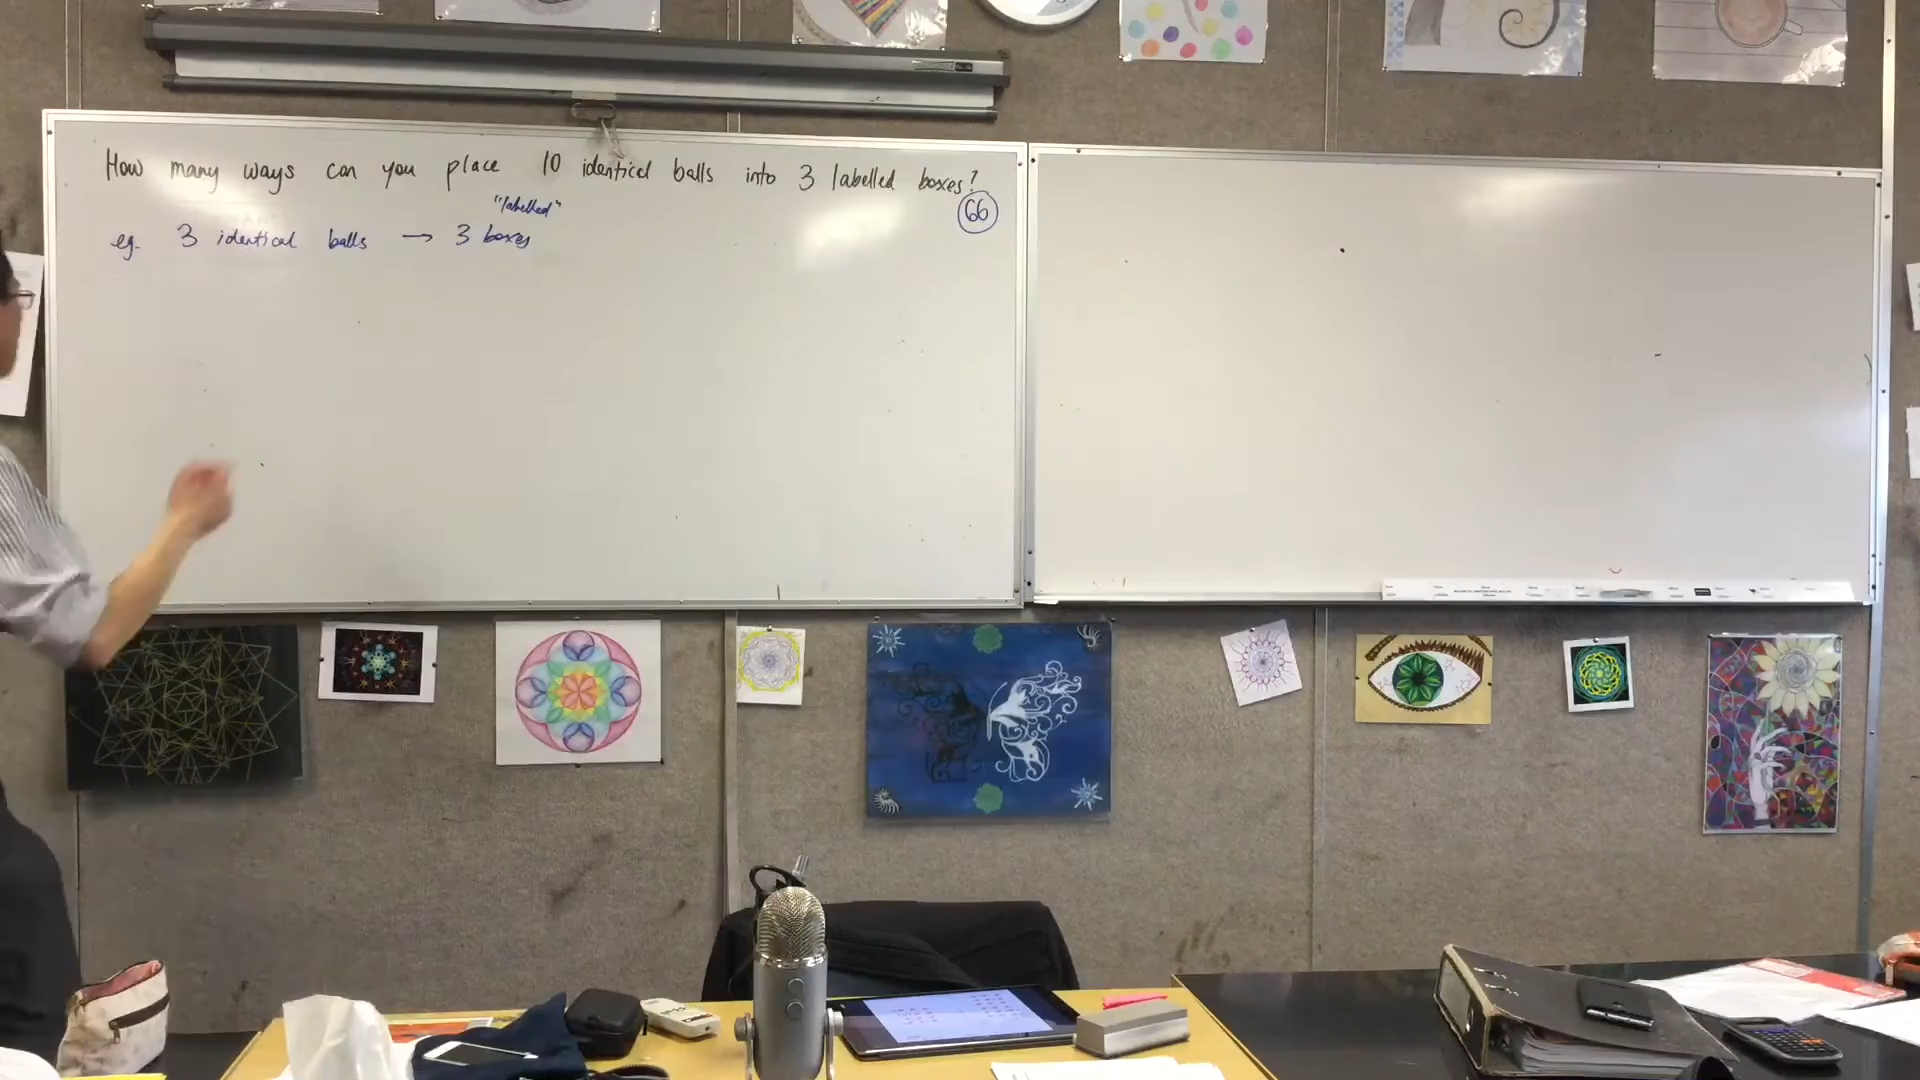 How many ways can you place 10 identical balls into 3 labelled boxes?
66
"labelled"
eg. 3 identical balls → 3 boxes